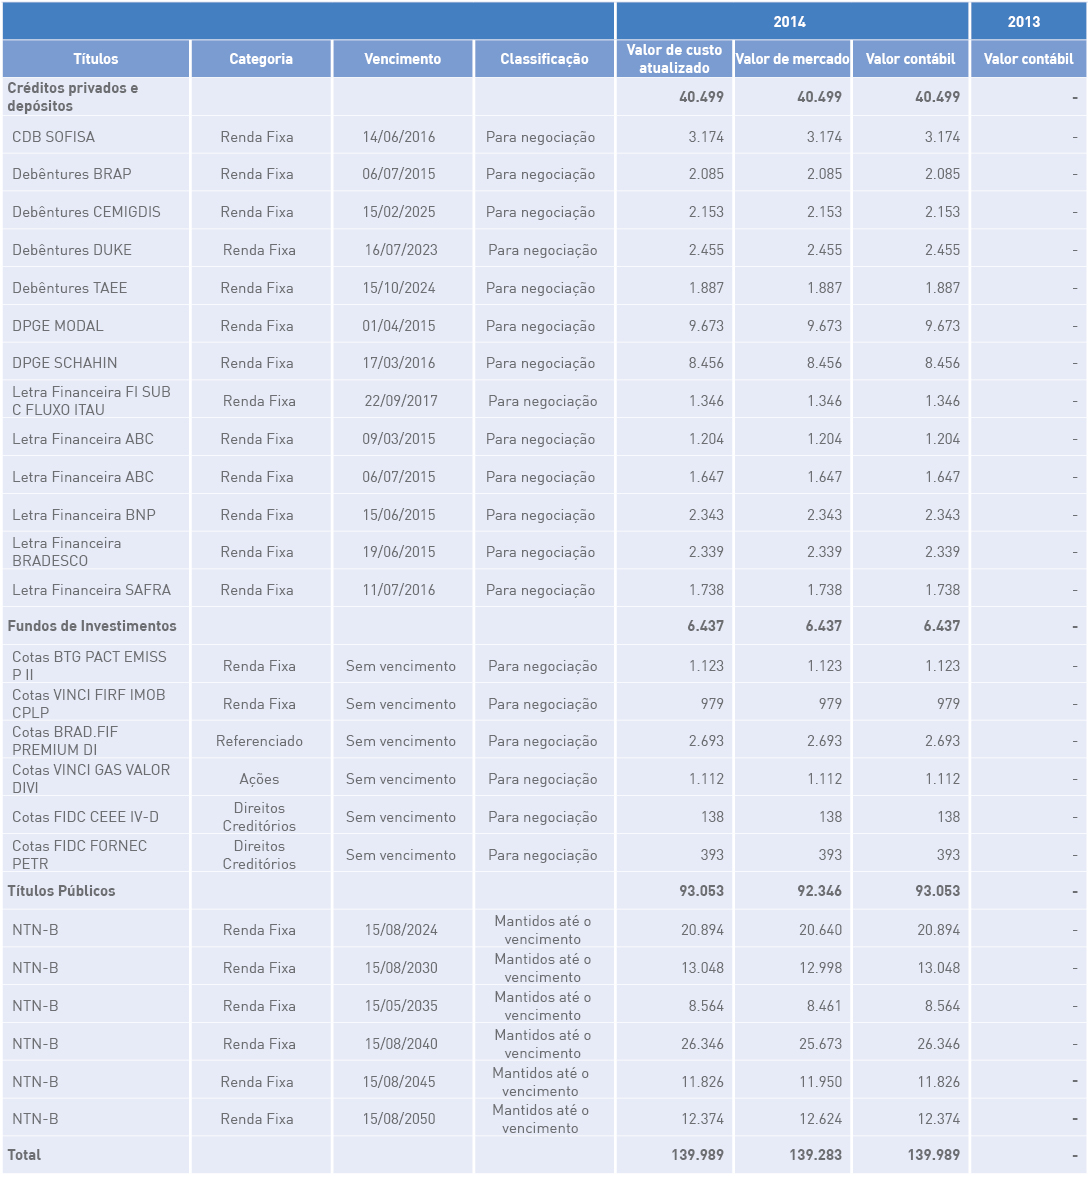 2014 2013
Títulos Categoria Vencimento Classificação Valor de custo atualizado Valor de mercado Valor contábil Valor contábil
Créditos privados e depósitos 40.499 40.499 40.499 -
CDB SOFISA Renda Fixa 14/06/2016 Para negociação 3.174 3.174 3.174 -
Debêntures BRAP Renda Fixa 06/07/2015 Para negociação 2.085 2.085 2.085 -
Debêntures CEMIGDIS Renda Fixa 15/02/2025 Para negociação 2.153 2.153 2.153 -
Debêntures DUKE Renda Fixa 16/07/2023 Para negociação 2.455 2.455 2.455 -
Debêntures TAEE Renda Fixa 15/10/2024 Para negociação 1.887 1.887 1.887 -
DPGE MODAL Renda Fixa 01/04/2015 Para negociação 9.673 9.673 9.673 -
DPGE SCHAHIN Renda Fixa 17/03/2016 Para negociação 8.456 8.456 8.456 -
Letra Financeira FI SUB C FLUXO ITAU Renda Fixa 22/09/2017 Para negociação 1.346 1.346 1.346 -
Letra Financeira ABC Renda Fixa 09/03/2015 Para negociação 1.204 1.204 1.204 -
Letra Financeira ABC Renda Fixa 06/07/2015 Para negociação 1.647 1.647 1.647 -
Letra Financeira BNP Renda Fixa 15/06/2015 Para negociação 2.343 2.343 2.343 -
Letra Financeira BRADESCO Renda Fixa 19/06/2015 Para negociação 2.339 2.339 2.339 -
Letra Financeira SAFRA Renda Fixa 11/07/2016 Para negociação 1.738 1.738 1.738 -
Fundos de Investimentos 6.437 6.437 6.437 -
Cotas BTG PACT EMISS P II Renda Fixa Sem vencimento Para negociação 1.123 1.123 1.123 -
Cotas VINCI FIRF IMOB CPLP Renda Fixa Sem vencimento Para negociação 979 979 979 -
Cotas BRAD.FIF PREMIUM DI Referenciado Sem vencimento Para negociação 2.693 2.693 2.693 -
Cotas VINCI GAS VALOR DIVI Ações Sem vencimento Para negociação 1.112 1.112 1.112 -
Cotas FIDC CEEE IV-D Direitos Creditórios Sem vencimento Para negociação 138 138 138 -
Cotas FIDC FORNEC PETR Direitos Creditórios Sem vencimento Para negociação 393 393 393 -
Títulos Públicos 93.053 92.346 93.053 -
NTN-B Renda Fixa 15/08/2024 Mantidos até o vencimento 20.894 20.640 20.894 -
NTN-B Renda Fixa 15/08/2030 Mantidos até o vencimento 13.048 12.998 13.048 -
NTN-B Renda Fixa 15/05/2035 Mantidos até o vencimento 8.564 8.461 8.564 -
NTN-B Renda Fixa 15/08/2040 Mantidos até o vencimento 26.346 25.673 26.346 -
NTN-B Renda Fixa 15/08/2045 Mantidos até o vencimento 11.826 11.950 11.826 -
NTN-B Renda Fixa 15/08/2050 Mantidos até o vencimento 12.374 12.624 12.374 -
Total 139.989 139.283 139.989 -